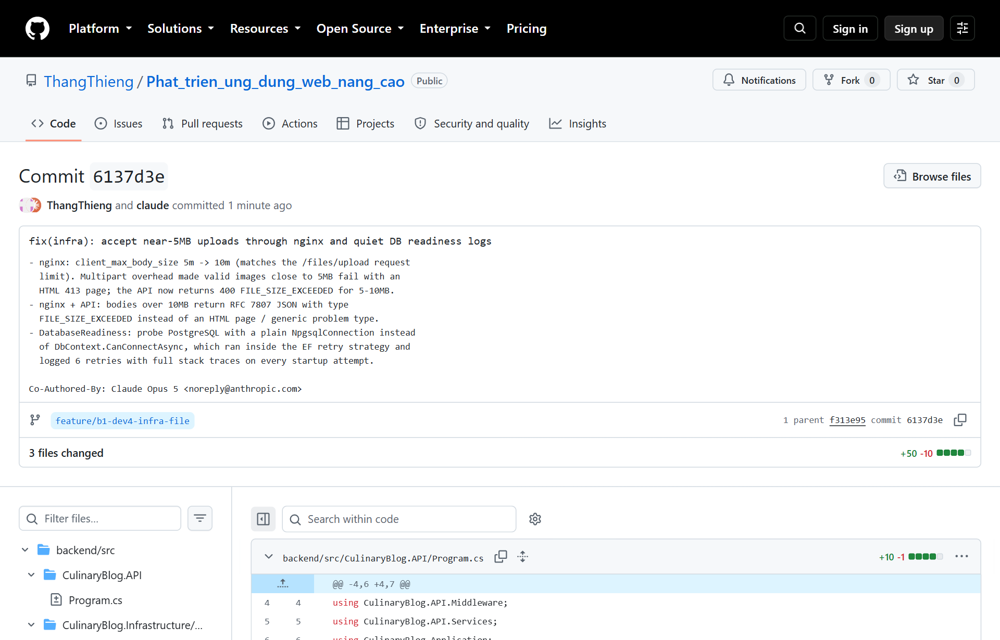 Platform Solutions Resources Open Source Enterprise Pricing Sign in Sign up
ThangThieng / Phat_trien_ung_dung_web_nang_cao Public Notifications Fork 0 Star 0
Code Issues Pull requests Actions Projects Security and quality Insights
Commit 6137d3e Browse files
ThangThieng and claude committed 1 minute ago
fix(infra): accept near-5MB uploads through nginx and quiet DB readiness logs
- nginx: client_max_body_size 5m -> 10m (matches the /files/upload request
limit). Multipart overhead made valid images close to 5MB fail with an
HTML 413 page; the API now returns 400 FILE_SIZE_EXCEEDED for 5-10MB.
- nginx + API: bodies over 10MB return RFC 7807 JSON with type
FILE_SIZE_EXCEEDED instead of an HTML page / generic problem type.
- DatabaseReadiness: probe PostgreSQL with a plain NpgsqlConnection instead
of DbContext.CanConnectAsync, which ran inside the EF retry strategy and
logged 6 retries with full stack traces on every startup attempt.
Co-Authored-By: Claude Opus 5 <noreply@anthropic.com>
feature/b1-dev4-infra-file 1 parent f313e95 commit 6137d3e
3 files changed +50 -10
Filter files...
backend/src
CulinaryBlog.API
Program.cs
CulinaryBlog.Infrastructure/...
Search within code
backend/src/CulinaryBlog.API/Program.cs +10 -1
@@ -4,6 +4,7 @@
4 4 using CulinaryBlog.API.Middleware;
5 5 using CulinaryBlog.API.Services;
6 6 using CulinaryBlog.Application;